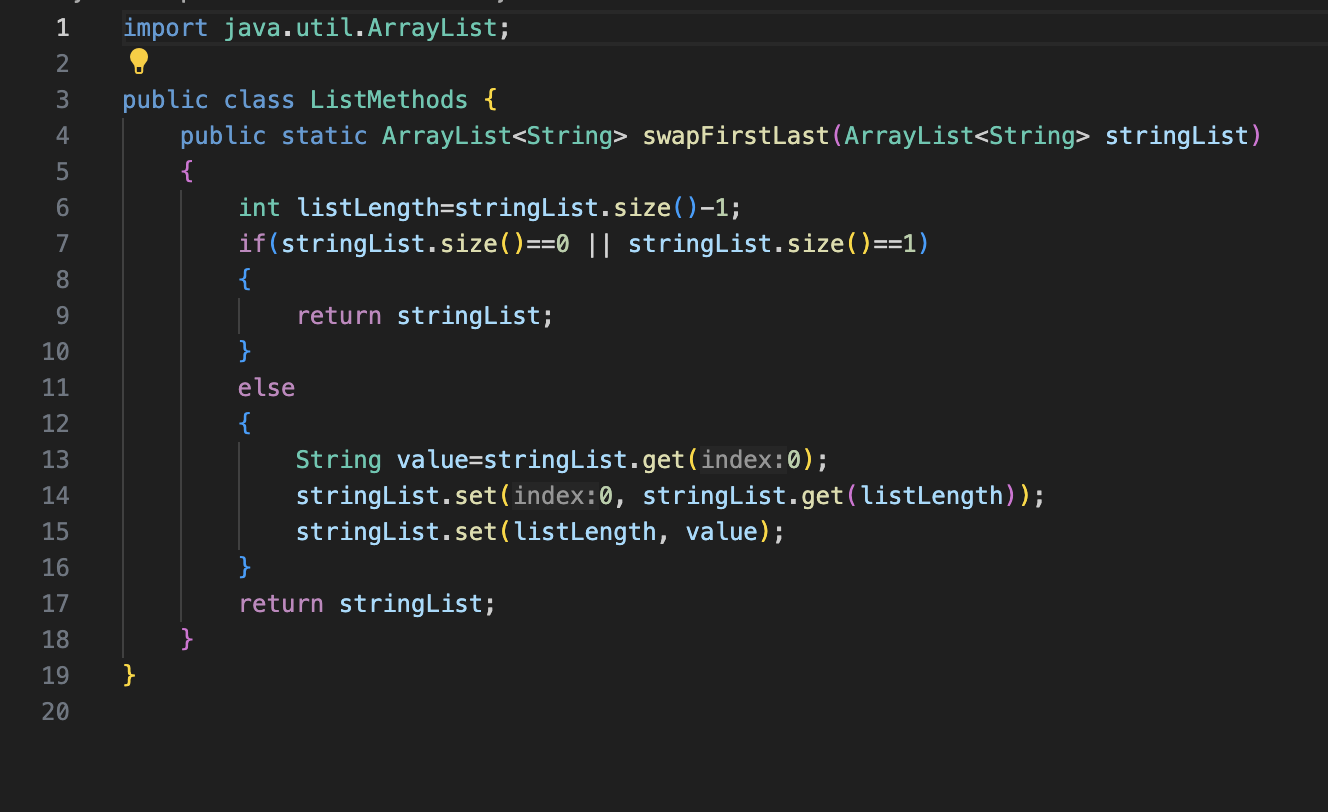 1 import java.util.ArrayList;
2
3 public class ListMethods {
4 public static ArrayList<String> swapFirstLast(ArrayList<String> stringList)
5 {
6 int listLength=stringList.size()-1;
7 if(stringList.size()==0 || stringList.size()==1)
8 {
9 return stringList;
10 }
11 else
12 {
13 String value=stringList.get(index:0);
14 stringList.set(index:0, stringList.get(listLength));
15 stringList.set(listLength, value);
16 }
17 return stringList;
18 }
19 }
20